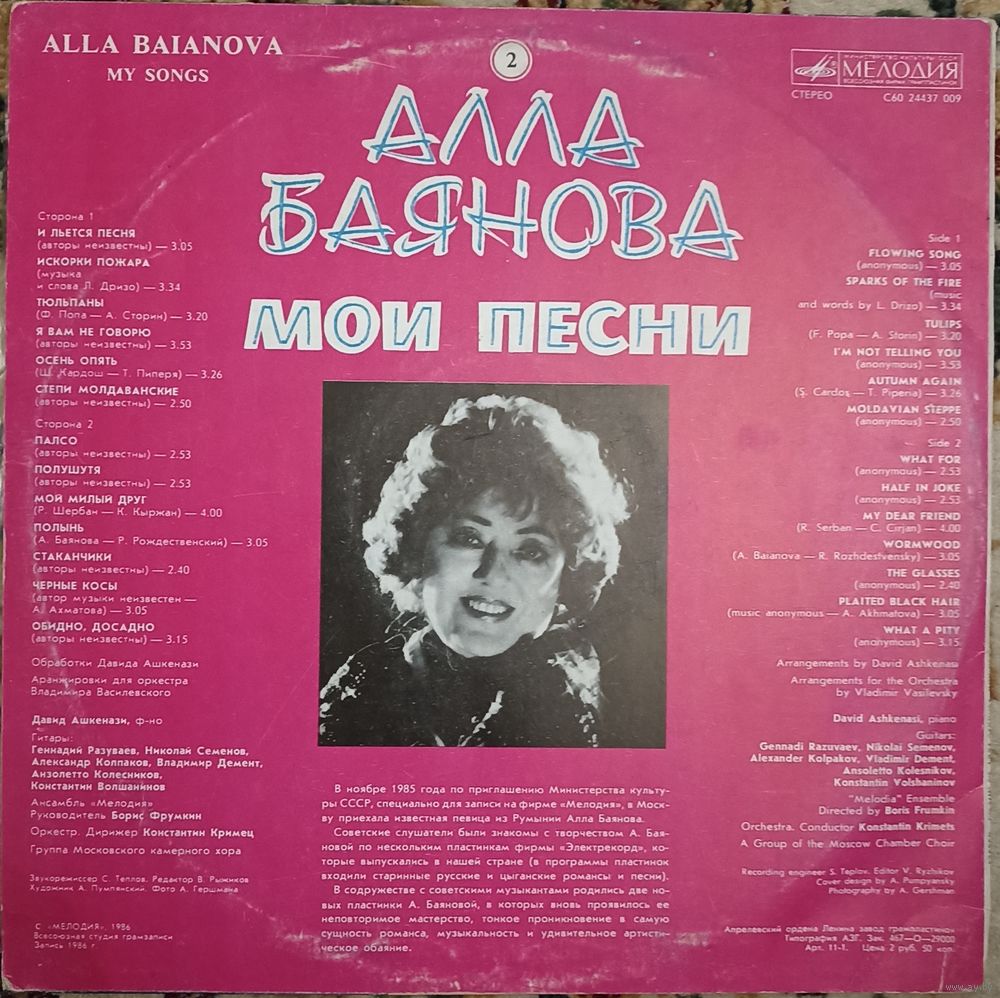 ALLA BAIANOVA
MY SONGS
2
МИНИСТЕРСТВО КУЛЬТУРЫ СССР
МЕЛОДИЯ
ВСЕСОЮЗНАЯ ФИРМА ГРАМПЛАСТИНОК
СТЕРЕО
С60 24437 009
АЛЛА
БАЯНОВА
МОИ ПЕСНИ
Сторона 1
И ЛЬЕТСЯ ПЕСНЯ
(авторы неизвестны) — 3.05
ИСКОРКИ ПОЖАРА
(музыка
и слова Л. Дризо) — 3.34
ТЮЛЬПАНЫ
(Ф. Попа — А. Сторин) — 3.20
Я ВАМ НЕ ГОВОРЮ
(авторы неизвестны) — 3.53
ОСЕНЬ ОПЯТЬ
(Ш. Кардош — Т. Пиперя) — 3.26
СТЕПИ МОЛДАВАНСКИЕ
(авторы неизвестны) — 2.50
Сторона 2
ПАЛСО
(авторы неизвестны) — 2.53
ПОЛУШУТЯ
(авторы неизвестны) — 2.53
МОЙ МИЛЫЙ ДРУГ
(Р. Шербан — К. Кыржан) — 4.00
ПОЛЫНЬ
(А. Баянова — Р. Рождественский) — 3.05
СТАКАНЧИКИ
(авторы неизвестны) — 2.40
ЧЕРНЫЕ КОСЫ
(автор музыки неизвестен —
А. Ахматова) — 3.05
ОБИДНО, ДОСАДНО
(авторы неизвестны) — 3.15
Обработки Давида Ашкенази
Аранжировки для оркестра
Владимира Василевского
Давид Ашкенази, ф-но
Гитары:
Геннадий Разуваев, Николай Семенов,
Александр Колпаков, Владимир Демент,
Анзолетто Колесников,
Константин Волшанинов
Ансамбль «Мелодия»
Руководитель Борис Фрумкин
Оркестр. Дирижер Константин Кримец
Группа Московского камерного хора
Звукорежиссер С. Теплов. Редактор В. Рыжиков
Художник А. Пумпянский. Фото А. Гершмана
С «МЕЛОДИЯ», 1986
Всесоюзная студия грамзаписи
Запись 1986 г.
Side 1
FLOWING SONG
(anonymous) — 3.05
SPARKS OF THE FIRE
(music
and words by L. Drizo) — 3.34
TULIPS
(F. Popa — A. Storin) — 3.20
I'M NOT TELLING YOU
(anonymous) — 3.53
AUTUMN AGAIN
(S. Cardos — T. Piperia) — 3.26
MOLDAVIAN STEPPE
(anonymous) — 2.50
Side 2
WHAT FOR
(anonymous) — 2.53
HALF IN JOKE
(anonymous) — 2.53
MY DEAR FRIEND
(R. Serban — C. Cirjan) — 4.00
WORMWOOD
(A. Baianova — R. Rozhdestvensky) — 3.05
THE GLASSES
(anonymous) — 2.40
PLAITED BLACK HAIR
(music anonymous — A. Akhmatova) — 3.05
WHAT A PITY
(anonymous) — 3.15
Arrangements by David Ashkenasi
Arrangements for the Orchestra
by Vladimir Vasilevsky
David Ashkenasi, piano
Guitars:
Gennadi Razuvaev, Nikolai Semenov,
Alexander Kolpakov, Vladimir Dement,
Ansoletto Kolesnikov,
Konstantin Volshaninov
"Melodia" Ensemble
Directed by Boris Frumkin
Orchestra. Conductor Konstantin Krimets
A Group of the Moscow Chamber Choir
Recording engineer S. Teplov. Editor V. Ryzhikov
Cover design by A. Pumpyansky
Photography by A. Gershman
Апрелевский ордена Ленина завод грампластинок
Типография АЗГ. Зак. 467—О—29000
Арт. 11-1. Цена 2 руб. 50 коп.
В ноябре 1985 года по приглашению Министерства культу-
ры СССР, специально для записи на фирме «Мелодия», в Моск-
ву приехала известная певица из Румынии Алла Баянова.
Советские слушатели были знакомы с творчеством А. Бая-
новой по нескольким пластинкам фирмы «Электрекорд», ко-
торые выпускались в нашей стране (в программы пластинок
входили старинные русские и цыганские романсы и песни).
В содружестве с советскими музыкантами родились две но-
вых пластинки А. Баяновой, в которых вновь проявилось ее
неповторимое мастерство, тонкое проникновение в самую
сущность романса, музыкальность и удивительное артисти-
ческое обаяние.